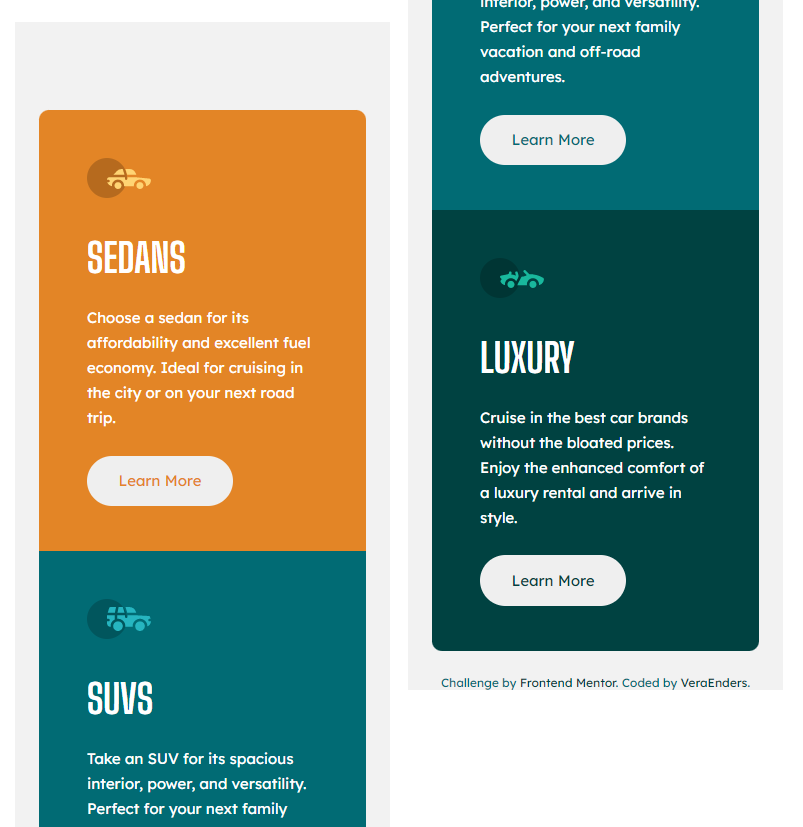 SEDANS
Choose a sedan for its
affordability and excellent fuel
economy. Ideal for cruising in
the city or on your next road
trip.
Learn More
SUVS
Take an SUV for its spacious
interior, power, and versatility.
Perfect for your next family
interior, power, and versatility.
Perfect for your next family
vacation and off-road
adventures.
Learn More
LUXURY
Cruise in the best car brands
without the bloated prices.
Enjoy the enhanced comfort of
a luxury rental and arrive in
style.
Learn More
Challenge by Frontend Mentor. Coded by VeraEnders.